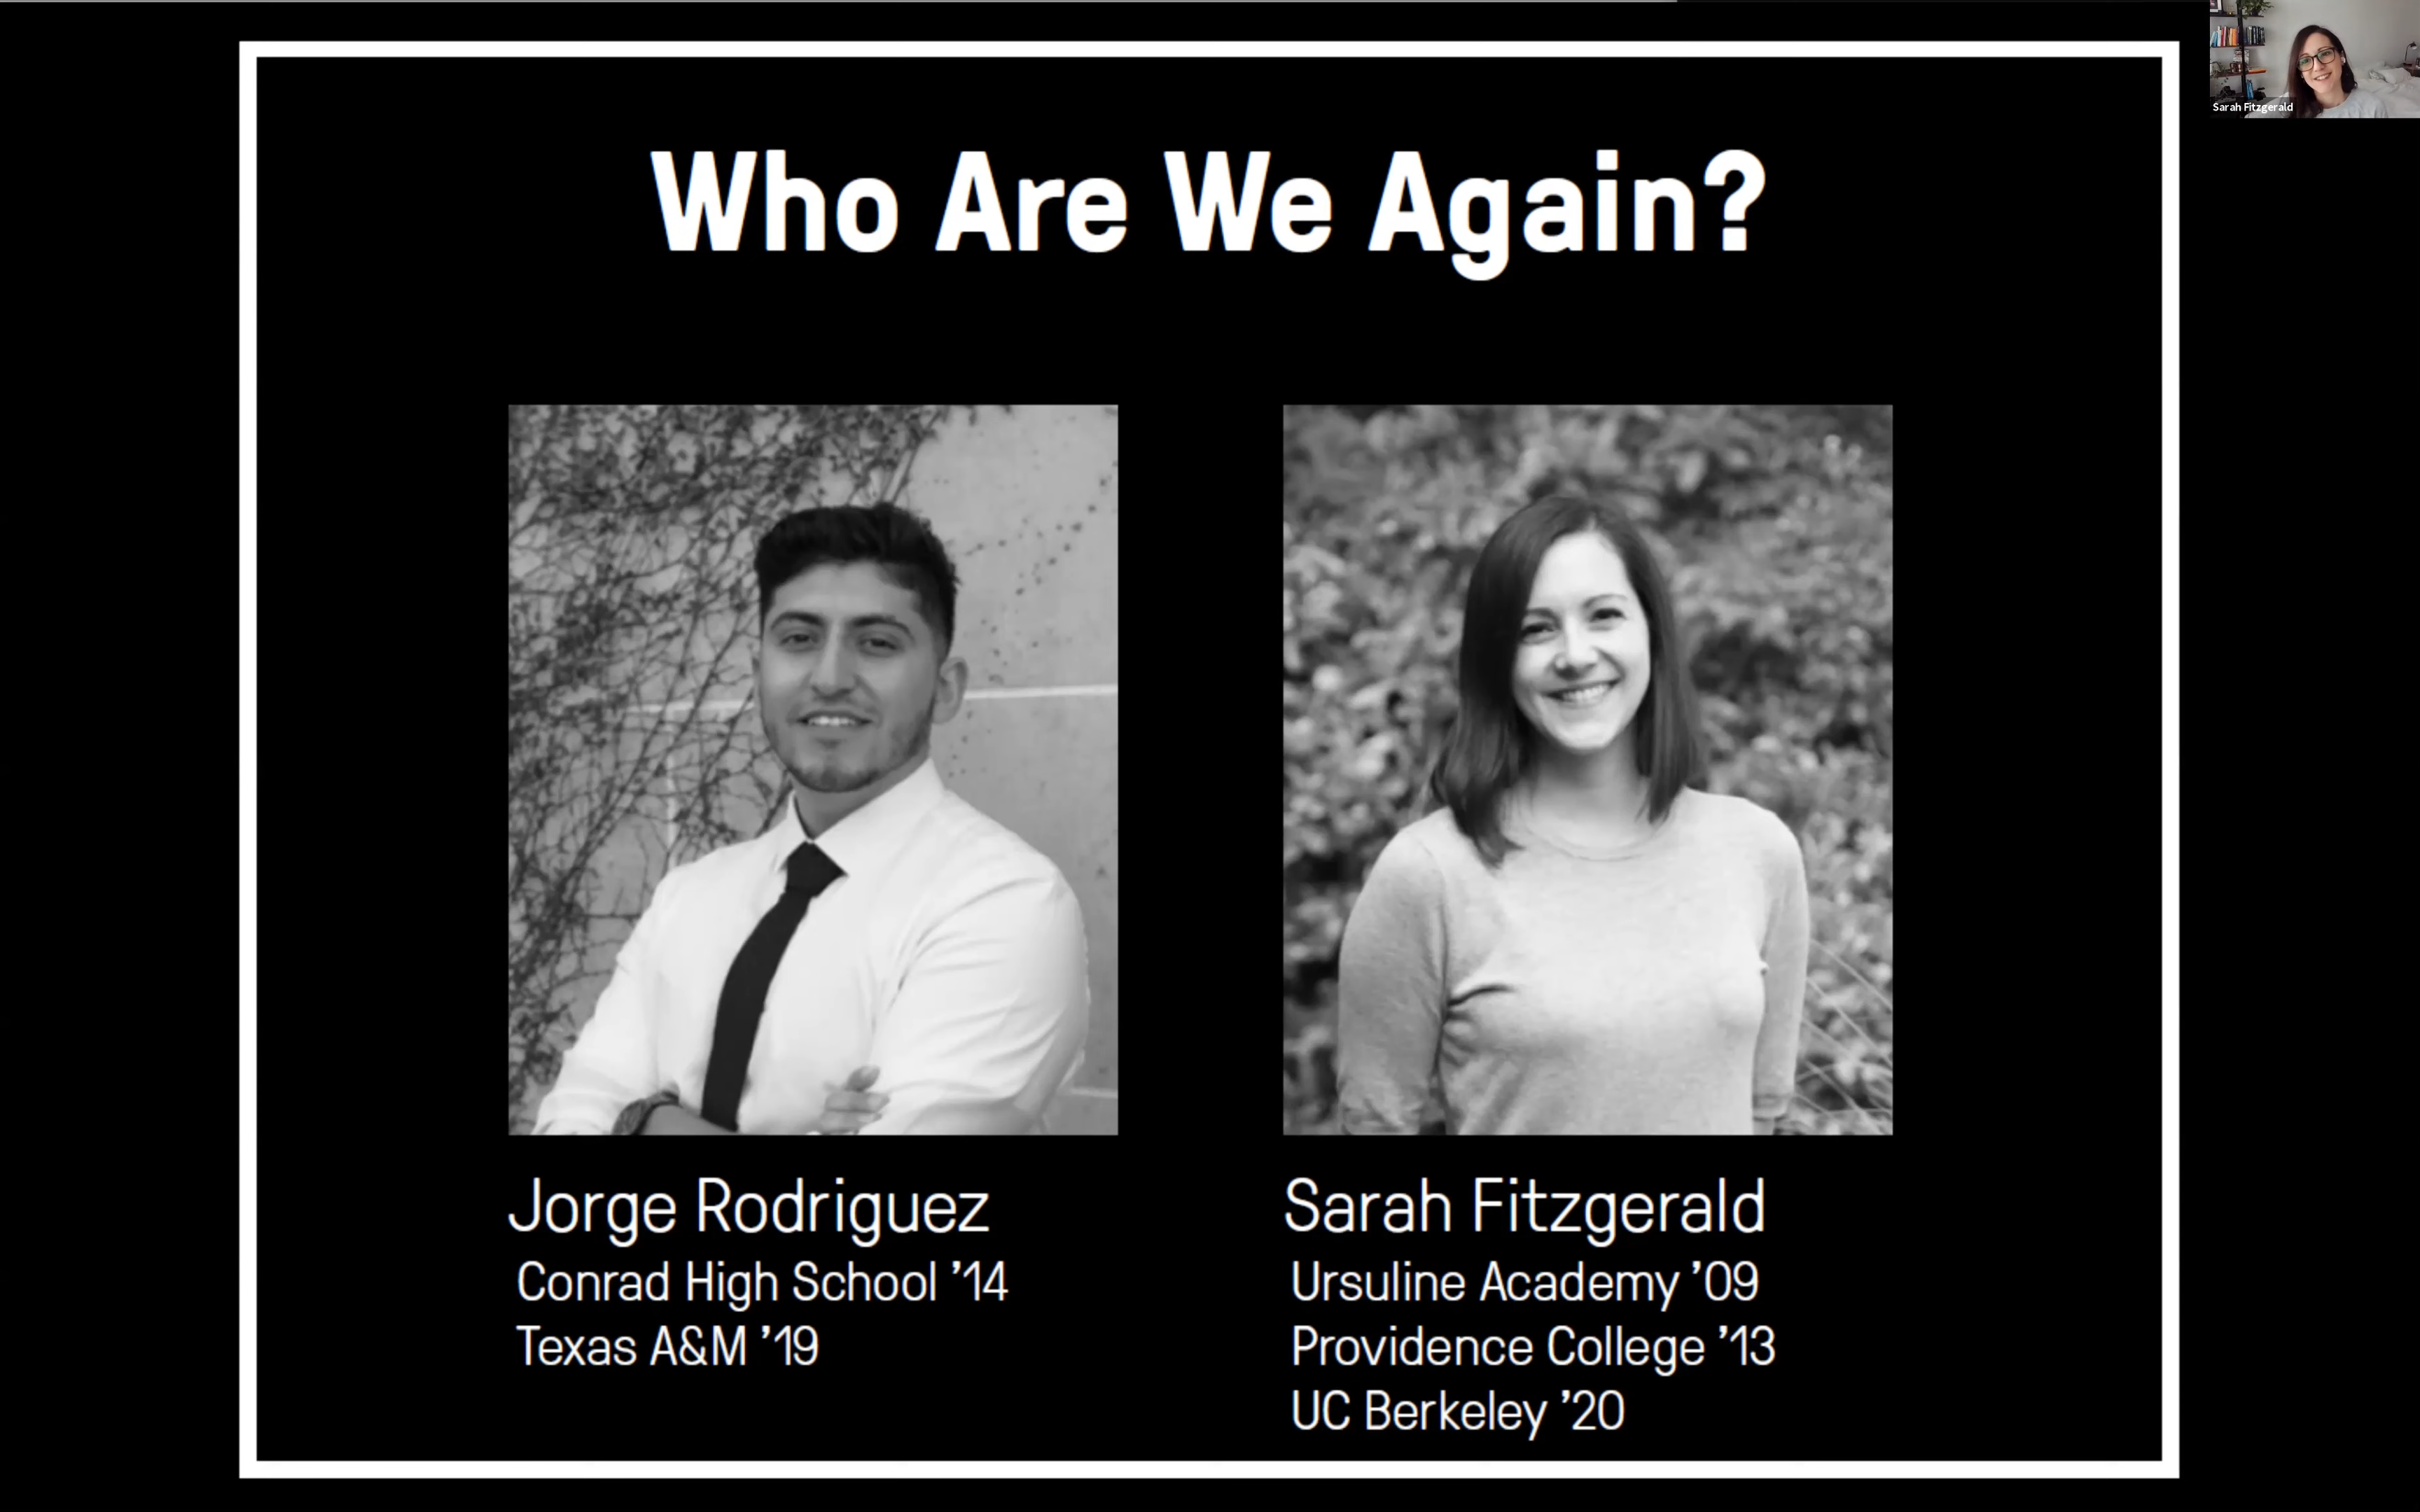 Who Are We Again?
Sarah Fitzgerald
Jorge Rodriguez
Conrad High School ’14
Texas A&M ’19
Sarah Fitzgerald
Ursuline Academy ’09
Providence College ’13
UC Berkeley ’20